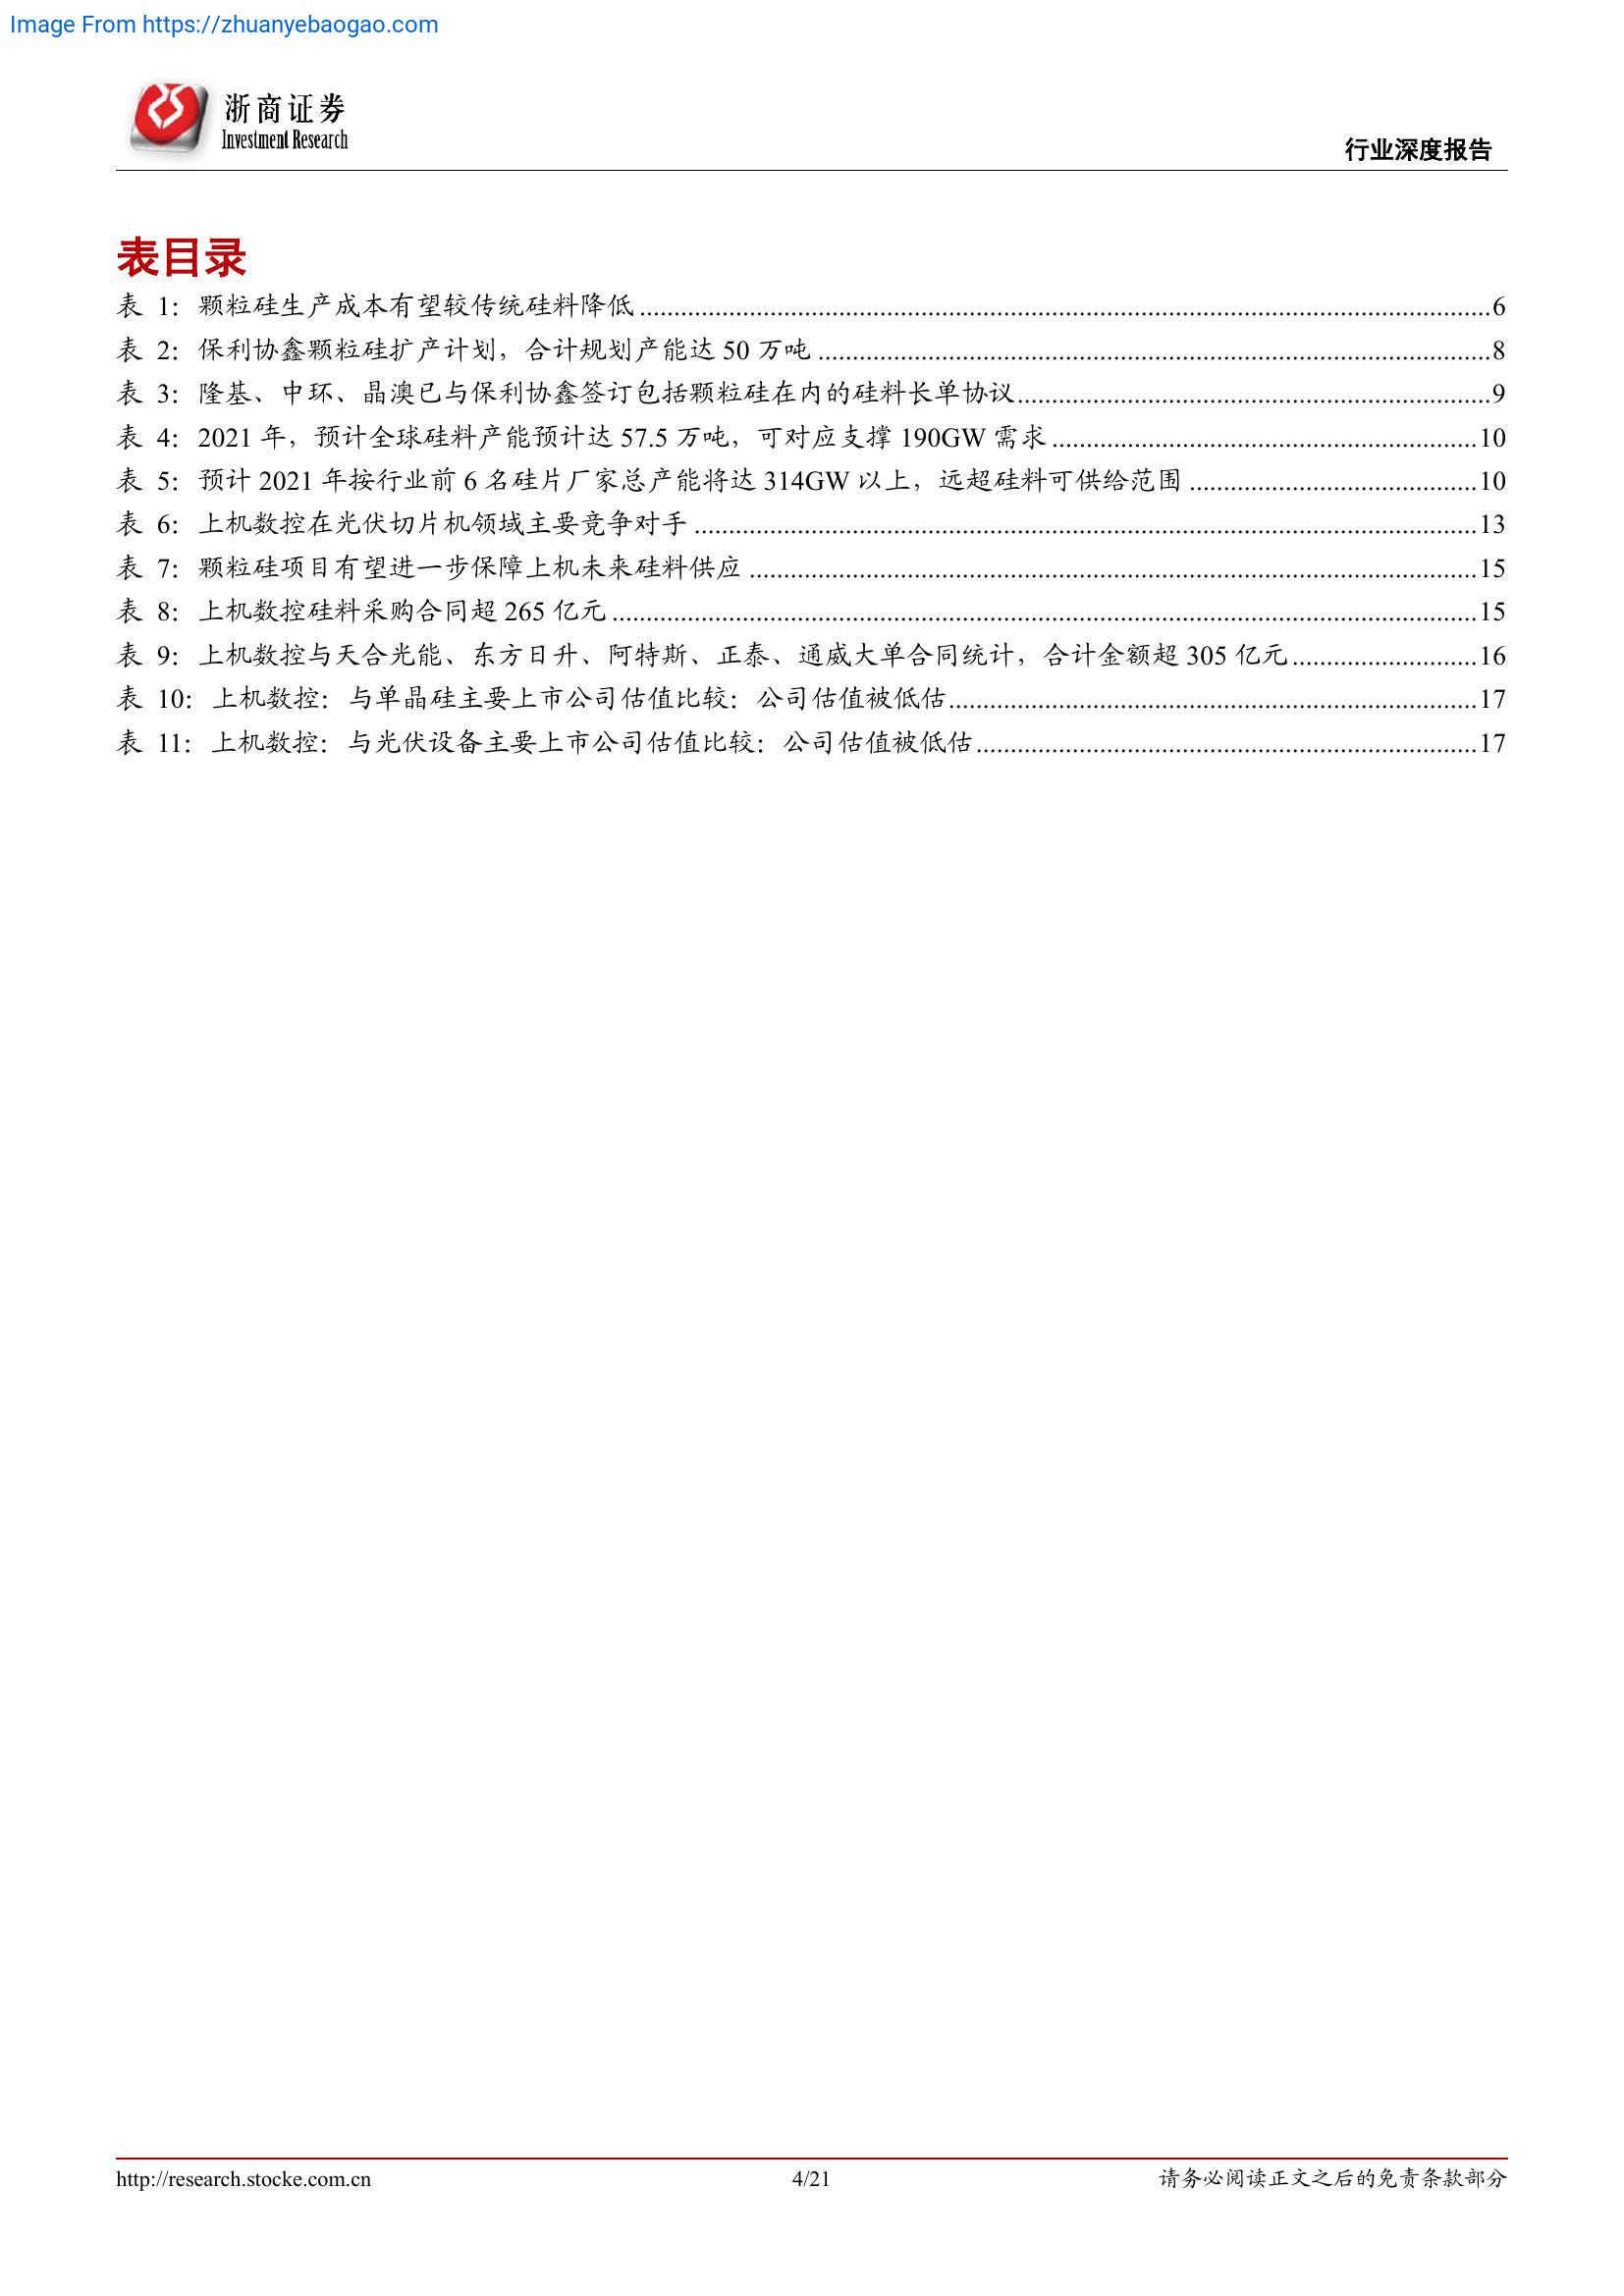 Image From https://zhuanyebaogao.com
浙商证券
Investment Research
行业深度报告
表目录
表 1：颗粒硅生产成本有望较传统硅料降低 ........ 6
表 2：保利协鑫颗粒硅扩产计划，合计规划产能达 50 万吨 ........ 8
表 3：隆基、中环、晶澳已与保利协鑫签订包括颗粒硅在内的硅料长单协议 ........ 9
表 4：2021 年，预计全球硅料产能预计达 57.5 万吨，可对应支撑 190GW 需求 ........ 10
表 5：预计 2021 年按行业前 6 名硅片厂家总产能将达 314GW 以上，远超硅料可供给范围 ........ 10
表 6：上机数控在光伏切片机领域主要竞争对手 ........ 13
表 7：颗粒硅项目有望进一步保障上机未来硅料供应 ........ 15
表 8：上机数控硅料采购合同超 265 亿元 ........ 15
表 9：上机数控与天合光能、东方日升、阿特斯、正泰、通威大单合同统计，合计金额超 305 亿元 ........ 16
表 10：上机数控：与单晶硅主要上市公司估值比较：公司估值被低估 ........ 17
表 11：上机数控：与光伏设备主要上市公司估值比较：公司估值被低估 ........ 17
http://research.stocke.com.cn
4/21
请务必阅读正文之后的免责条款部分